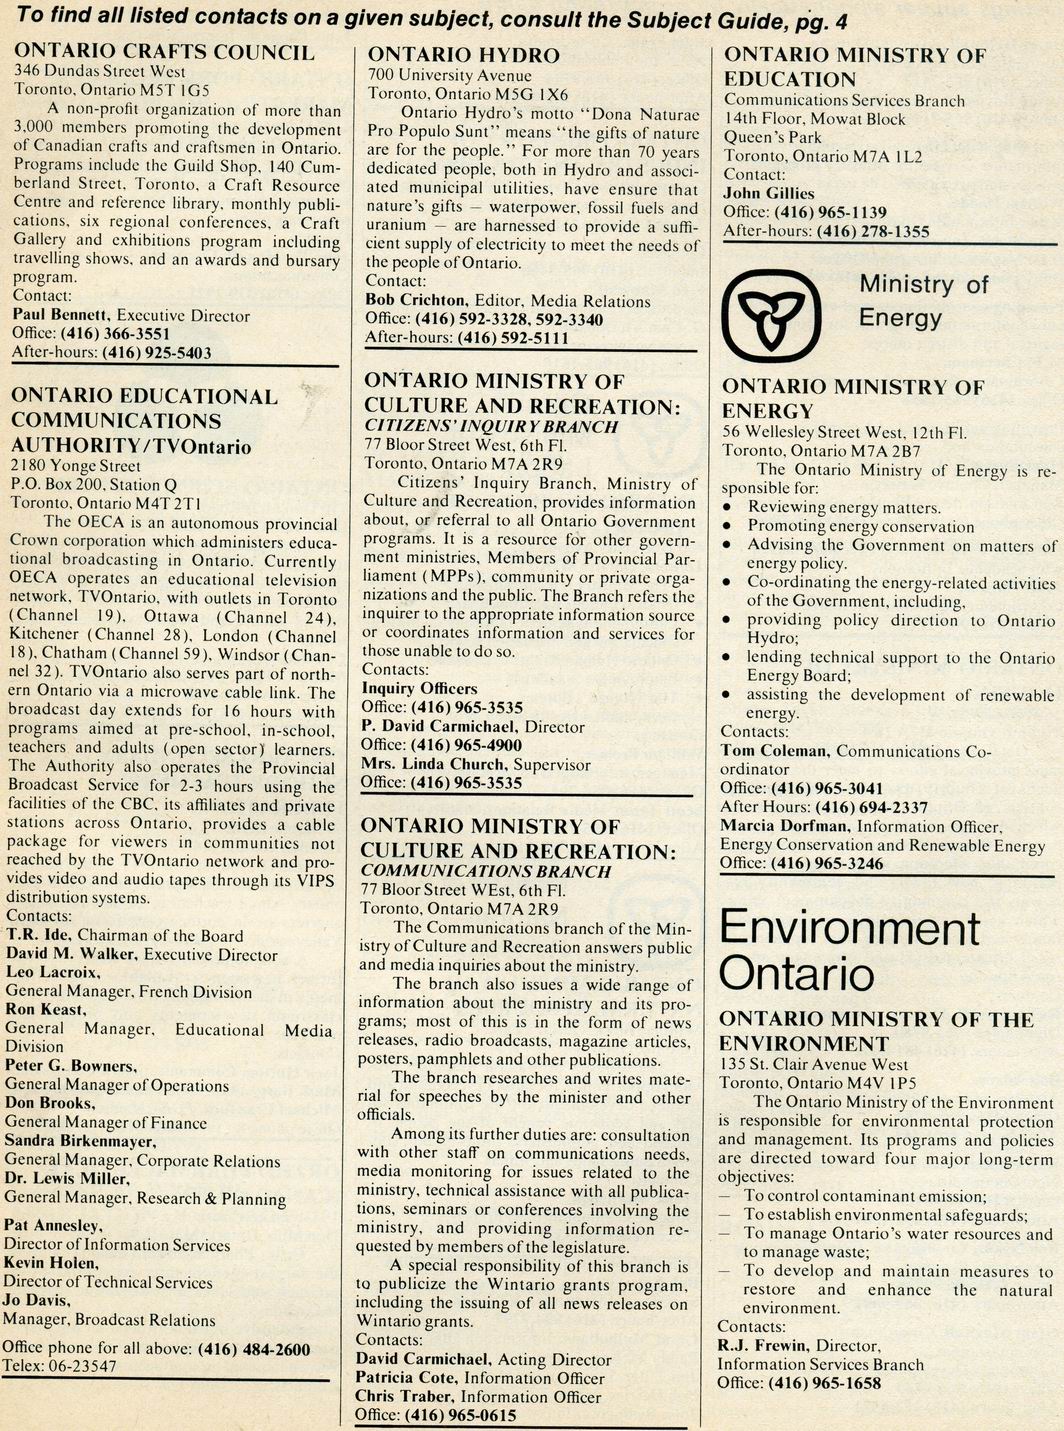 To find all listed contacts on a given subject, consult the Subject Guide, pg. 4
ONTARIO CRAFTS COUNCIL
346 Dundas Street West
Toronto, Ontario M5T 1G5
A non-profit organization of more than
3,000 members promoting the development
of Canadian crafts and craftsmen in Ontario.
Programs include the Guild Shop, 140 Cum-
berland Street, Toronto, a Craft Resource
Centre and reference library, monthly publi-
cations, six regional conferences, a Craft
Gallery and exhibitions program including
travelling shows, and an awards and bursary
program.
Contact:
Paul Bennett, Executive Director
Office: (416) 366-3551
After-hours: (416) 925-5403
ONTARIO EDUCATIONAL
COMMUNICATIONS
AUTHORITY/TVOntario
2180 Yonge Street
P.O. Box 200, Station Q
Toronto, Ontario M4T 2T1
The OECA is an autonomous provincial
Crown corporation which administers educa-
tional broadcasting in Ontario. Currently
OECA operates an educational television
network, TVOntario, with outlets in Toronto
(Channel 19), Ottawa (Channel 24),
Kitchener (Channel 28), London (Channel
18), Chatham (Channel 59), Windsor (Chan-
nel 32). TVOntario also serves part of north-
ern Ontario via a microwave cable link. The
broadcast day extends for 16 hours with
programs aimed at pre-school, in-school,
teachers and adults (open sector) learners.
The Authority also operates the Provincial
Broadcast Service for 2-3 hours using the
facilities of the CBC, its affiliates and private
stations across Ontario, provides a cable
package for viewers in communities not
reached by the TVOntario network and pro-
vides video and audio tapes through its VIPS
distribution systems.
Contacts:
T.R. Ide, Chairman of the Board
David M. Walker, Executive Director
Leo Lacroix,
General Manager, French Division
Ron Keast,
General Manager, Educational Media
Division
Peter G. Bowners,
General Manager of Operations
Don Brooks,
General Manager of Finance
Sandra Birkenmayer,
General Manager, Corporate Relations
Dr. Lewis Miller,
General Manager, Research & Planning
Pat Annesley,
Director of Information Services
Kevin Holen,
Director of Technical Services
Jo Davis,
Manager, Broadcast Relations
Office phone for all above: (416) 484-2600
Telex: 06-23547
ONTARIO HYDRO
700 University Avenue
Toronto, Ontario M5G 1X6
Ontario Hydro's motto "Dona Naturae
Pro Populo Sunt" means "the gifts of nature
are for the people." For more than 70 years
dedicated people, both in Hydro and associ-
ated municipal utilities, have ensure that
nature's gifts — waterpower, fossil fuels and
uranium — are harnessed to provide a suffi-
cient supply of electricity to meet the needs of
the people of Ontario.
Contact:
Bob Crichton, Editor, Media Relations
Office: (416) 592-3328, 592-3340
After-hours: (416) 592-5111
ONTARIO MINISTRY OF
CULTURE AND RECREATION:
CITIZENS' INQUIRY BRANCH
77 Bloor Street West, 6th Fl.
Toronto, Ontario M7A 2R9
Citizens' Inquiry Branch, Ministry of
Culture and Recreation, provides information
about, or referral to all Ontario Government
programs. It is a resource for other govern-
ment ministries, Members of Provincial Par-
liament (MPPs), community or private orga-
nizations and the public. The Branch refers the
inquirer to the appropriate information source
or coordinates information and services for
those unable to do so.
Contacts:
Inquiry Officers
Office: (416) 965-3535
P. David Carmichael, Director
Office: (416) 965-4900
Mrs. Linda Church, Supervisor
Office: (416) 965-3535
ONTARIO MINISTRY OF
CULTURE AND RECREATION:
COMMUNICATIONS BRANCH
77 Bloor Street WEst, 6th Fl.
Toronto, Ontario M7A 2R9
The Communications branch of the Min-
istry of Culture and Recreation answers public
and media inquiries about the ministry.
The branch also issues a wide range of
information about the ministry and its pro-
grams; most of this is in the form of news
releases, radio broadcasts, magazine articles,
posters, pamphlets and other publications.
The branch researches and writes mate-
rial for speeches by the minister and other
officials.
Among its further duties are: consultation
with other staff on communications needs,
media monitoring for issues related to the
ministry, technical assistance with all publica-
tions, seminars or conferences involving the
ministry, and providing information re-
quested by members of the legislature.
A special responsibility of this branch is
to publicize the Wintario grants program,
including the issuing of all news releases on
Wintario grants.
Contacts:
David Carmichael, Acting Director
Patricia Cote, Information Officer
Chris Traber, Information Officer
Office: (416) 965-0615
ONTARIO MINISTRY OF
EDUCATION
Communications Services Branch
14th Floor, Mowat Block
Queen's Park
Toronto, Ontario M7A 1L2
Contact:
John Gillies
Office: (416) 965-1139
After-hours: (416) 278-1355
Ministry of
Energy
ONTARIO MINISTRY OF
ENERGY
56 Wellesley Street West, 12th Fl.
Toronto, Ontario M7A 2B7
The Ontario Ministry of Energy is re-
sponsible for:
• Reviewing energy matters.
• Promoting energy conservation
• Advising the Government on matters of
energy policy.
• Co-ordinating the energy-related activities
of the Government, including,
• providing policy direction to Ontario
Hydro;
• lending technical support to the Ontario
Energy Board;
• assisting the development of renewable
energy.
Contacts:
Tom Coleman, Communications Co-
ordinator
Office: (416) 965-3041
After Hours: (416) 694-2337
Marcia Dorfman, Information Officer,
Energy Conservation and Renewable Energy
Office: (416) 965-3246
Environment
Ontario
ONTARIO MINISTRY OF THE
ENVIRONMENT
135 St. Clair Avenue West
Toronto, Ontario M4V 1P5
The Ontario Ministry of the Environment
is responsible for environmental protection
and management. Its programs and policies
are directed toward four major long-term
objectives:
— To control contaminant emission;
— To establish environmental safeguards;
— To manage Ontario's water resources and
to manage waste;
— To develop and maintain measures to
restore and enhance the natural
environment.
Contacts:
R.J. Frewin, Director,
Information Services Branch
Office: (416) 965-1658